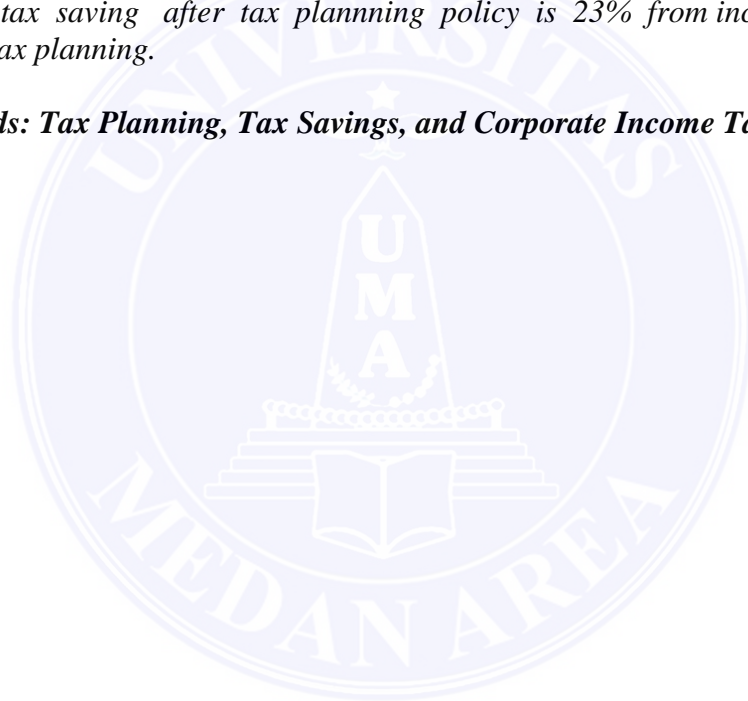 tax saving after tax plannning policy is 23% from inc
ax planning.
ds: Tax Planning, Tax Savings, and Corporate Income Ta
UNIVERSITAS
UMA
MEDAN AREA